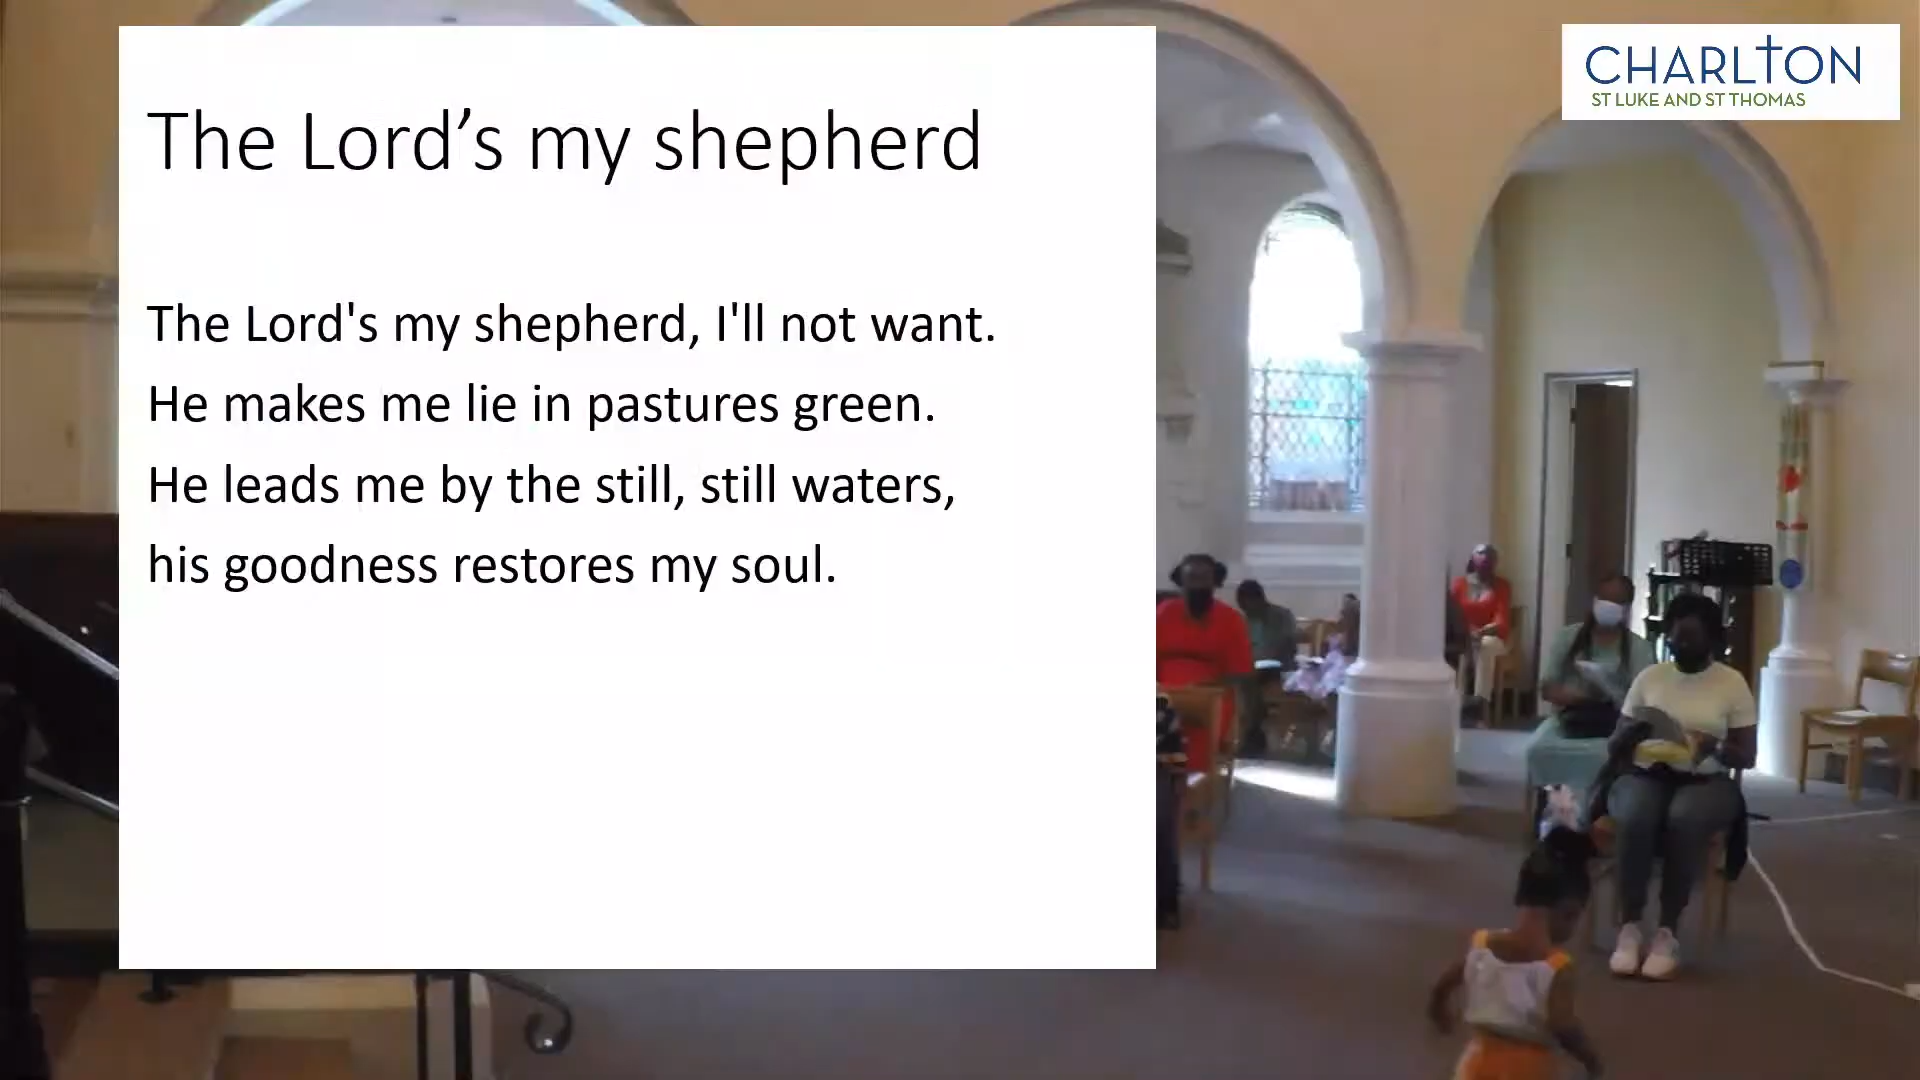 The Lord’s my shepherd
The Lord's my shepherd, I'll not want.
He makes me lie in pastures green.
He leads me by the still, still waters,
his goodness restores my soul.
CHARLTON
ST LUKE AND ST THOMAS